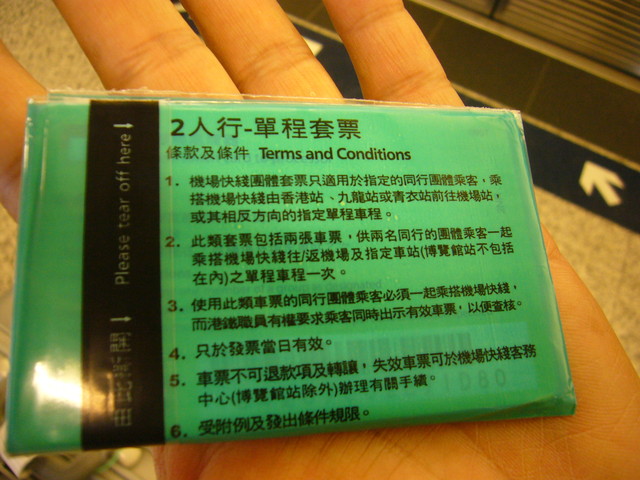 2人行-單程套票
條款及條件 Terms and Conditions
1. 機場快綫團體套票只適用於指定的同行團體乘客，乘
搭機場快綫由香港站、九龍站或青衣站前往機場站，
或其相反方向的指定單程車程。
2. 此類套票包括兩張車票，供兩名同行的團體乘客一起
乘搭機場快綫往/返機場及指定車站(博覽館站不包括
在內)之單程車程一次。
3. 使用此類車票的同行團體乘客必須一起乘搭機場快綫，
而港鐵職員有權要求乘客同時出示有效車票，以便查核。
4. 只於發票當日有效。
5. 車票不可退款項及轉讓，失效車票可於機場快綫客務
中心(博覽館站除外)辦理有關手續。
6. 受附例及發出條件規限。
Please tear off here
由此撕開